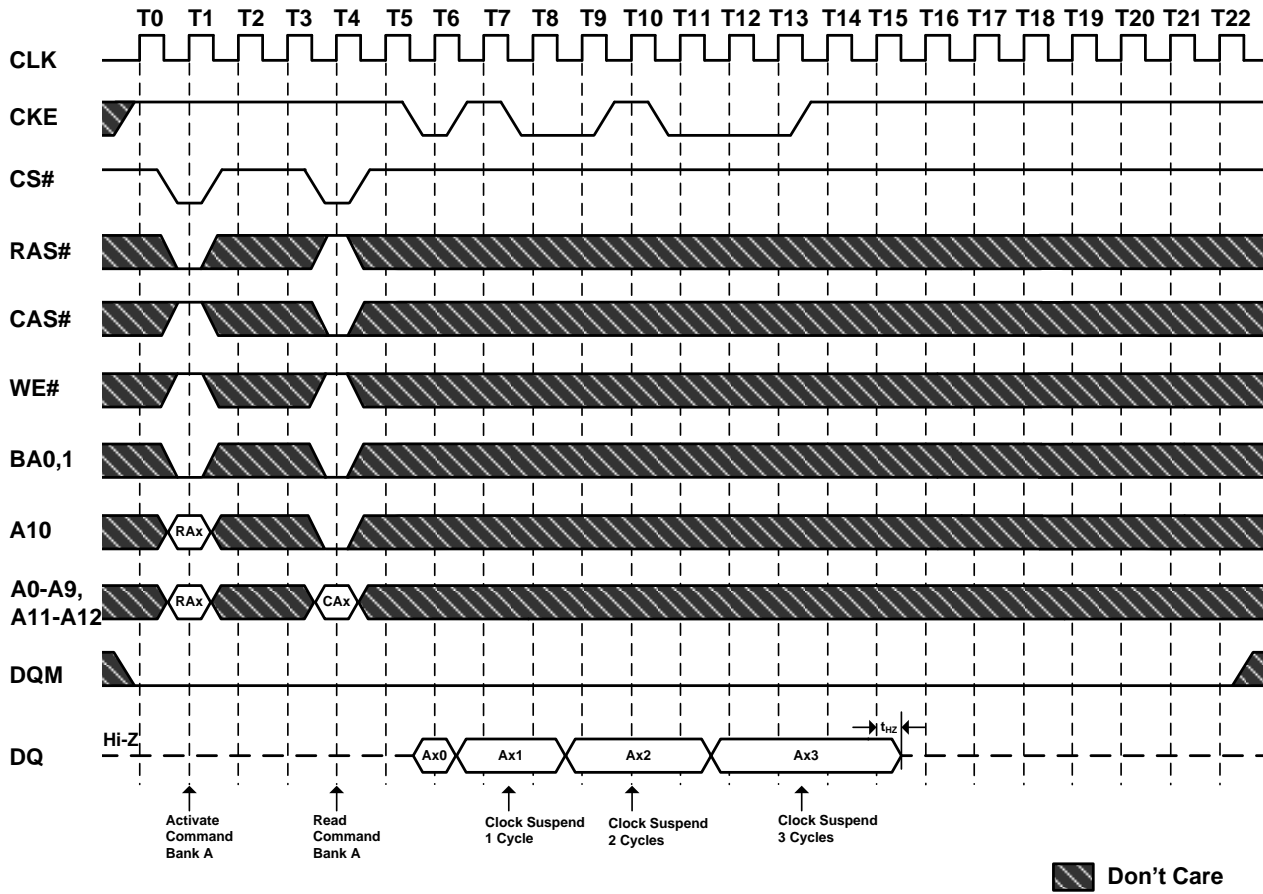 T0 T1 T2 T3 T4 T5 T6 T7 T8 T9 T10 T11 T12 T13 T14 T15 T16 T17 T18 T19 T20 T21 T22
CLK
CKE
CS#
RAS#
CAS#
WE#
BA0,1
A10
RAx
A0-A9,
A11-A12
RAx
CAx
DQM
DQ
Hi-Z
Ax0
Ax1
Ax2
Ax3
tHZ
Activate
Command
Bank A
Read
Command
Bank A
Clock Suspend
1 Cycle
Clock Suspend
2 Cycles
Clock Suspend
3 Cycles
Don't Care